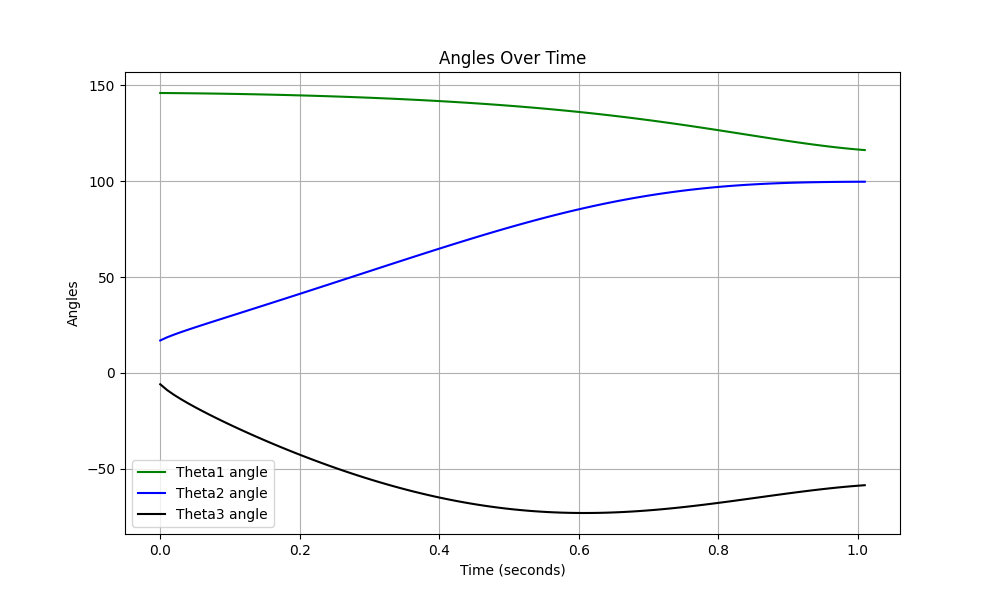 Angles Over Time
150
100
50
0
−50
Angles
Theta1 angle
Theta2 angle
Theta3 angle
0.0 0.2 0.4 0.6 0.8 1.0
Time (seconds)